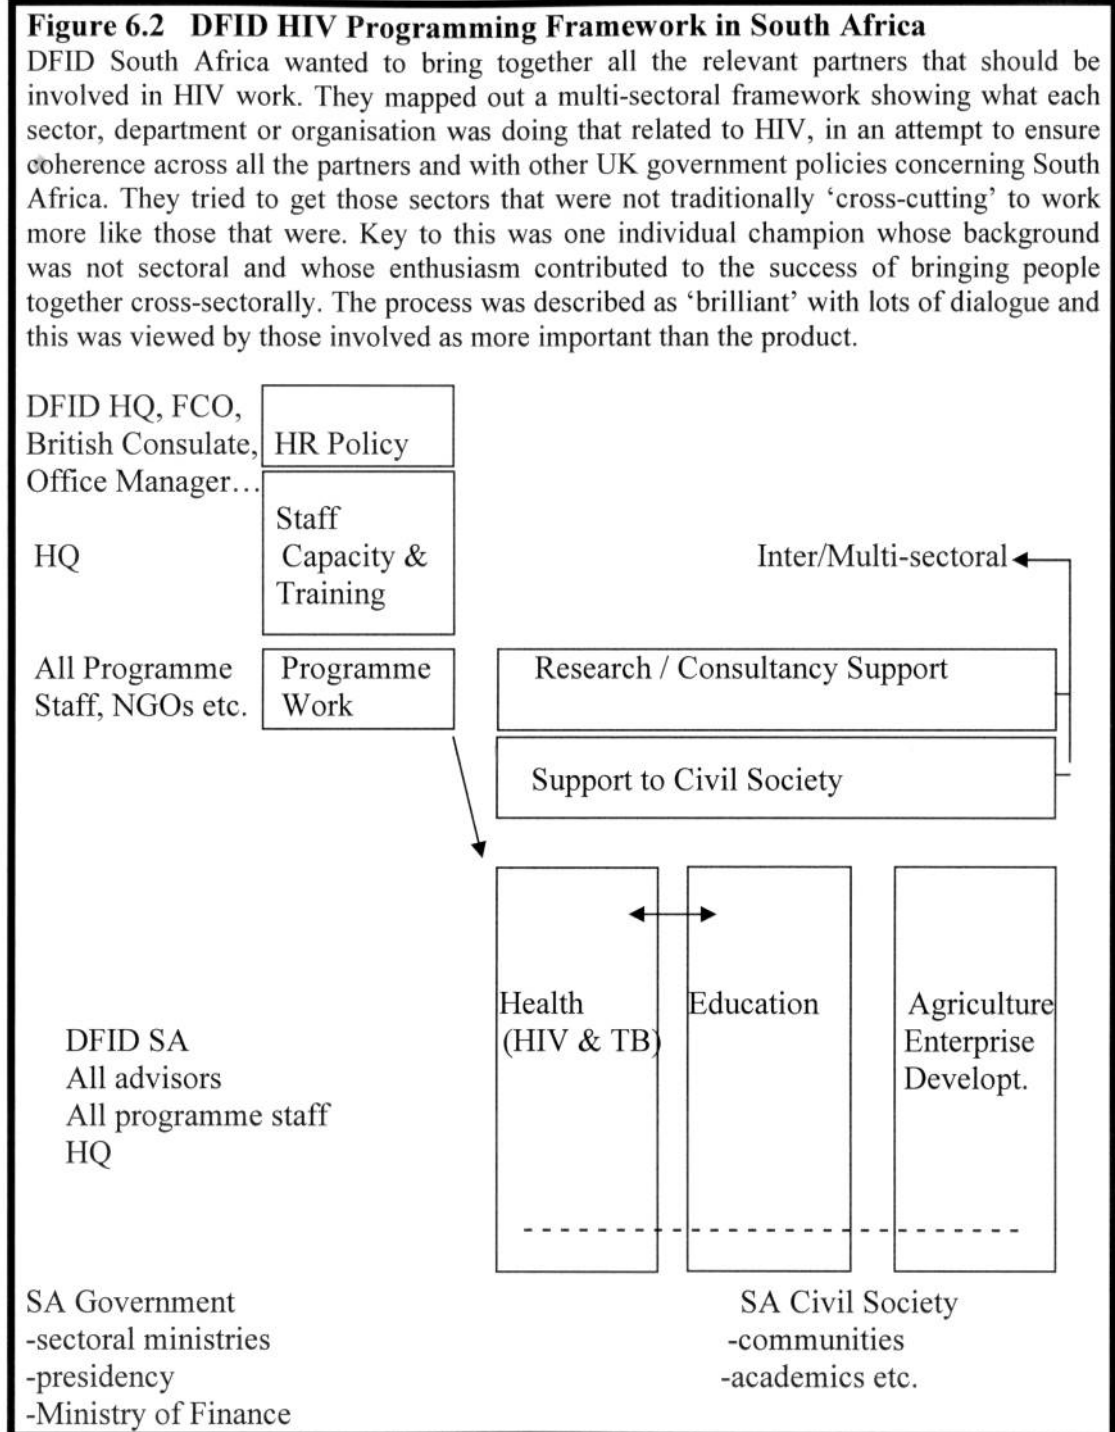 Figure 6.2 DFID HIV Programming Framework in South Africa
DFID South Africa wanted to bring together all the relevant partners that should be
involved in HIV work. They mapped out a multi-sectoral framework showing what each
sector, department or organisation was doing that related to HIV, in an attempt to ensure
coherence across all the partners and with other UK government policies concerning South
Africa. They tried to get those sectors that were not traditionally ‘cross-cutting’ to work
more like those that were. Key to this was one individual champion whose background
was not sectoral and whose enthusiasm contributed to the success of bringing people
together cross-sectorally. The process was described as ‘brilliant’ with lots of dialogue and
this was viewed by those involved as more important than the product.
DFID HQ, FCO,
British Consulate,
Office Manager…
HR Policy
HQ
Staff
Capacity &
Training
Inter/Multi-sectoral
All Programme
Staff, NGOs etc.
Programme
Work
Research / Consultancy Support
Support to Civil Society
Health
(HIV & TB)
Education
Agriculture
Enterprise
Developt.
DFID SA
All advisors
All programme staff
HQ
SA Government
-sectoral ministries
-presidency
-Ministry of Finance
SA Civil Society
-communities
-academics etc.